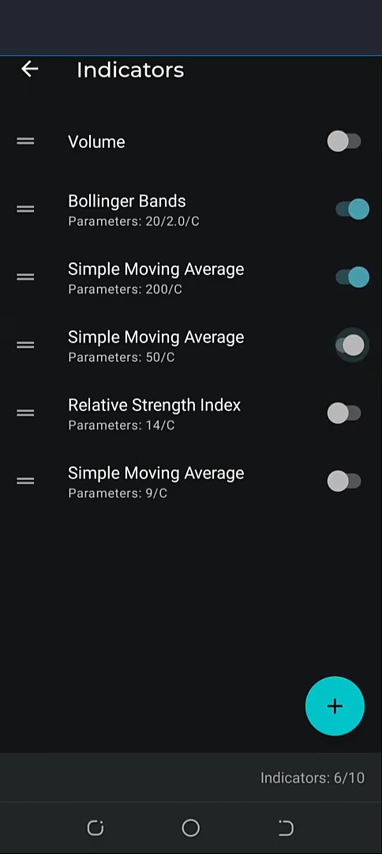 Indicators
Volume
Bollinger Bands
Parameters: 20/2.0/C
Simple Moving Average
Parameters: 200/C
Simple Moving Average
Parameters: 50/C
Relative Strength Index
Parameters: 14/C
Simple Moving Average
Parameters: 9/C
Indicators: 6/10